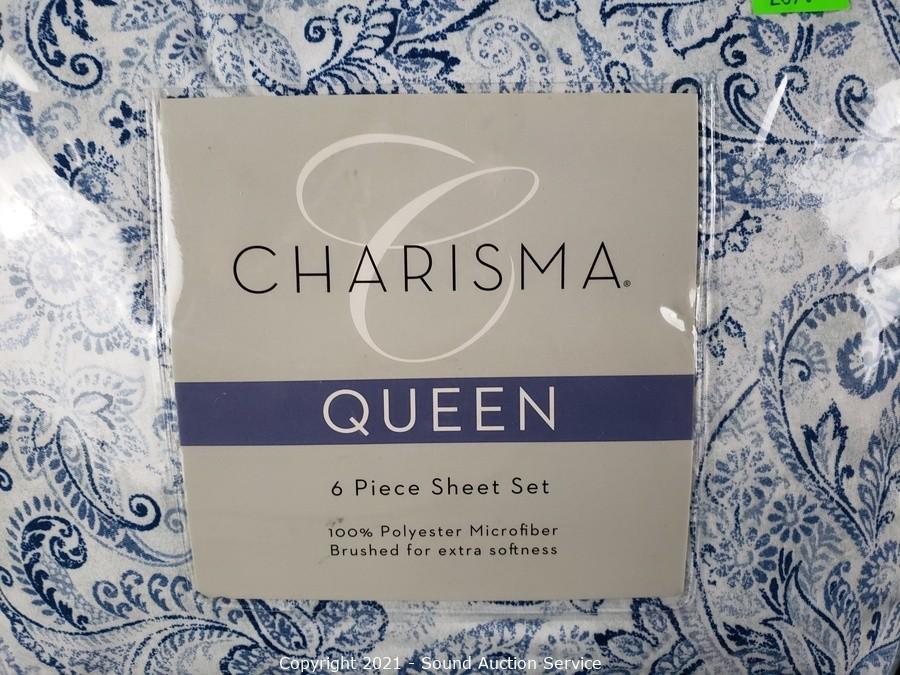 C
CHARISMA®
QUEEN
6 Piece Sheet Set
100% Polyester Microfiber
Brushed for extra softness
Copyright 2021 - Sound Auction Service